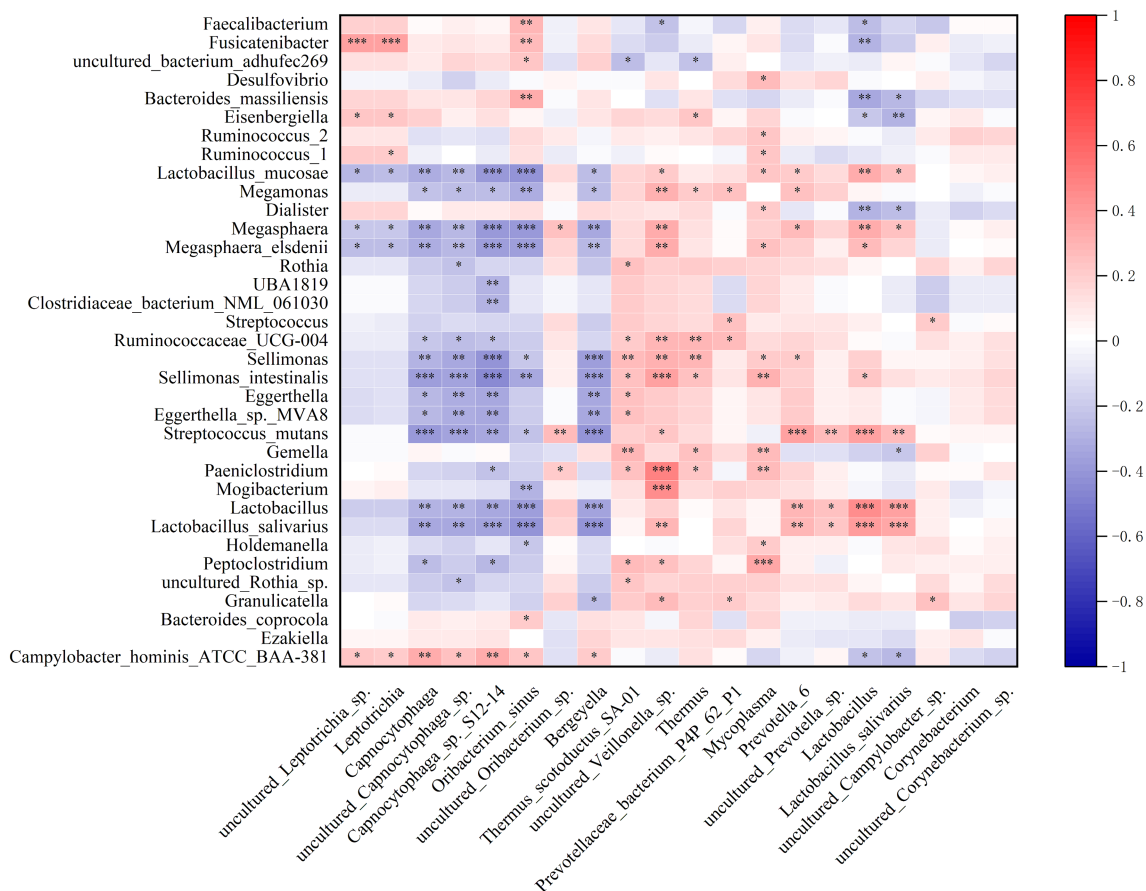 Faecalibacterium ** * *
Fusicatenibacter *** *** ** **
uncultured_bacterium_adhufec269 * * *
Desulfovibrio *
Bacteroides_massiliensis ** ** *
Eisenbergiella * * * * **
Ruminococcus_2 *
Ruminococcus_1 * *
Lactobacillus_mucosae * * ** ** *** *** * * * * ** *
Megamonas * * * ** * ** * * *
Dialister * ** *
Megasphaera * * ** ** *** *** * ** ** * ** *
Megasphaera_elsdenii * * ** ** *** *** ** ** * *
Rothia * *
UBA1819 **
Clostridiaceae_bacterium_NML_061030 **
Streptococcus * *
Ruminococcaceae_UCG-004 * * * * ** ** *
Sellimonas ** ** *** * *** ** ** ** * *
Sellimonas_intestinalis *** *** *** ** *** * *** * ** *
Eggerthella * ** ** ** *
Eggerthella_sp._MVA8 * ** ** ** *
Streptococcus_mutans *** *** ** * ** *** * *** ** *** **
Gemella ** * ** *
Paeniclostridium * * * *** * **
Mogibacterium ** ***
Lactobacillus ** ** ** *** *** ** * *** ***
Lactobacillus_salivarius ** ** *** *** *** ** ** * *** ***
Holdemanella * *
Peptoclostridium * * * * ***
uncultured_Rothia_sp. * *
Granulicatella * * * *
Bacteroides_coprocola *
Ezakiella
Campylobacter_hominis_ATCC_BAA-381 * * ** * ** * * * *
uncultured_Leptotrichia_sp.
Leptotrichia
Capnocytophaga
uncultured_Capnocytophaga_sp.
Capnocytophaga_sp._S12-14
Oribacterium_sinus
uncultured_Oribacterium_sp.
Bergeyella
Thermus_scotoductus_SA-01
uncultured_Veillonella_sp.
Thermus
Prevotellaceae_bacterium_P4P_62_P1
Mycoplasma
Prevotella_6
uncultured_Prevotella_sp.
Lactobacillus
Lactobacillus_salivarius
uncultured_Campylobacter_sp.
Corynebacterium
uncultured_Corynebacterium_sp.
1
0.8
0.6
0.4
0.2
0
-0.2
-0.4
-0.6
-0.8
-1